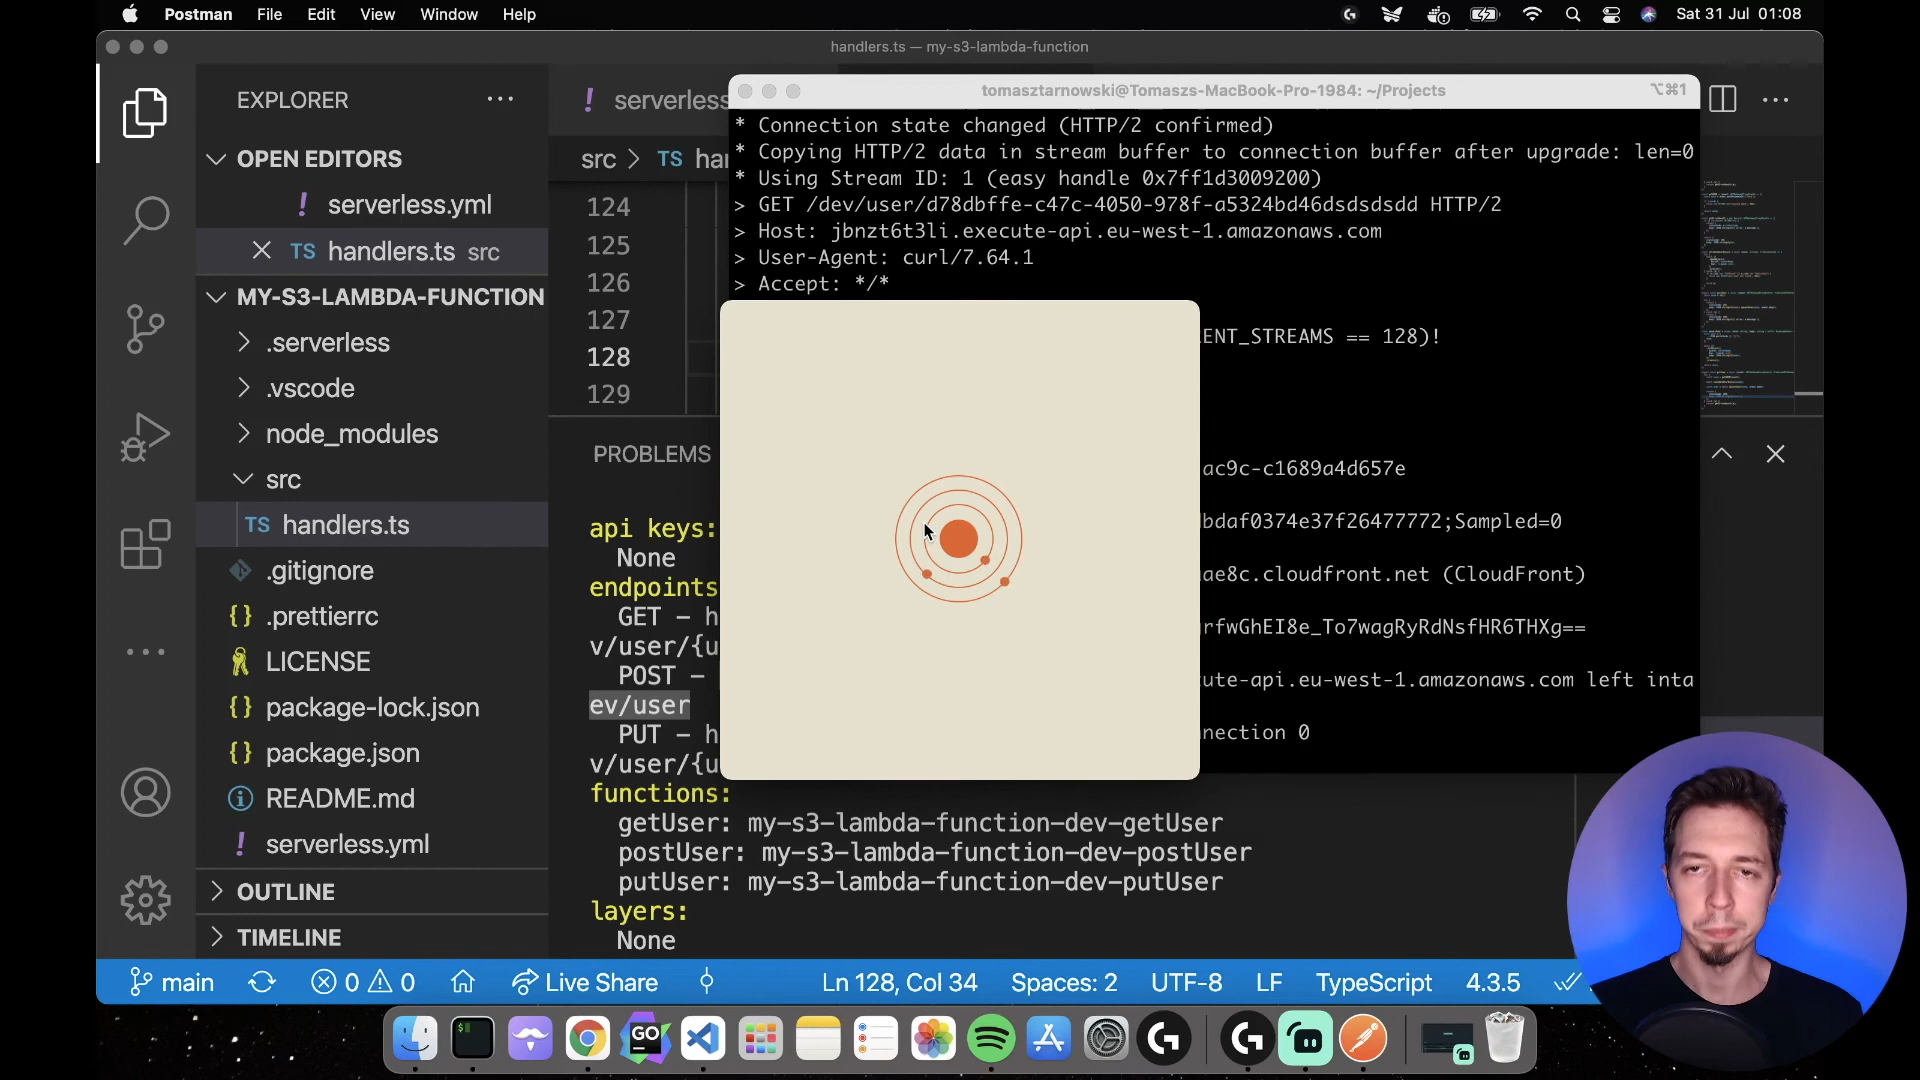 Postman File Edit View Window Help
Sat 31 Jul 01:08
handlers.ts — my-s3-lambda-function
EXPLORER
OPEN EDITORS
! serverless.yml
TS handlers.ts src
MY-S3-LAMBDA-FUNCTION
.serverless
.vscode
node_modules
src
TS handlers.ts
.gitignore
{} .prettierrc
LICENSE
{} package-lock.json
{} package.json
README.md
! serverless.yml
OUTLINE
TIMELINE
! serverless
src > TS har
124
125
126
127
128
129
tomasztarnowski@Tomaszs-MacBook-Pro-1984: ~/Projects
⌥⌘1
* Connection state changed (HTTP/2 confirmed)
* Copying HTTP/2 data in stream buffer to connection buffer after upgrade: len=0
* Using Stream ID: 1 (easy handle 0x7ff1d3009200)
> GET /dev/user/d78dbffe-c47c-4050-978f-a5324bd46dsdsdsdd HTTP/2
> Host: jbnzt6t3li.execute-api.eu-west-1.amazonaws.com
> User-Agent: curl/7.64.1
> Accept: */*
ENT_STREAMS == 128)!
ac9c-c1689a4d657e
bdaf0374e37f26477772;Sampled=0
ae8c.cloudfront.net (CloudFront)
rfwGhEI8e_To7wagRyRdNsfHR6THXg==
ute-api.eu-west-1.amazonaws.com left inta
nection 0
PROBLEMS
api keys:
None
endpoints
GET - h
v/user/{u
POST -
ev/user
PUT - h
v/user/{u
functions:
getUser: my-s3-lambda-function-dev-getUser
postUser: my-s3-lambda-function-dev-postUser
putUser: my-s3-lambda-function-dev-putUser
layers:
None
main
0 0
Live Share
Ln 128, Col 34
Spaces: 2
UTF-8
LF
TypeScript
4.3.5
GO